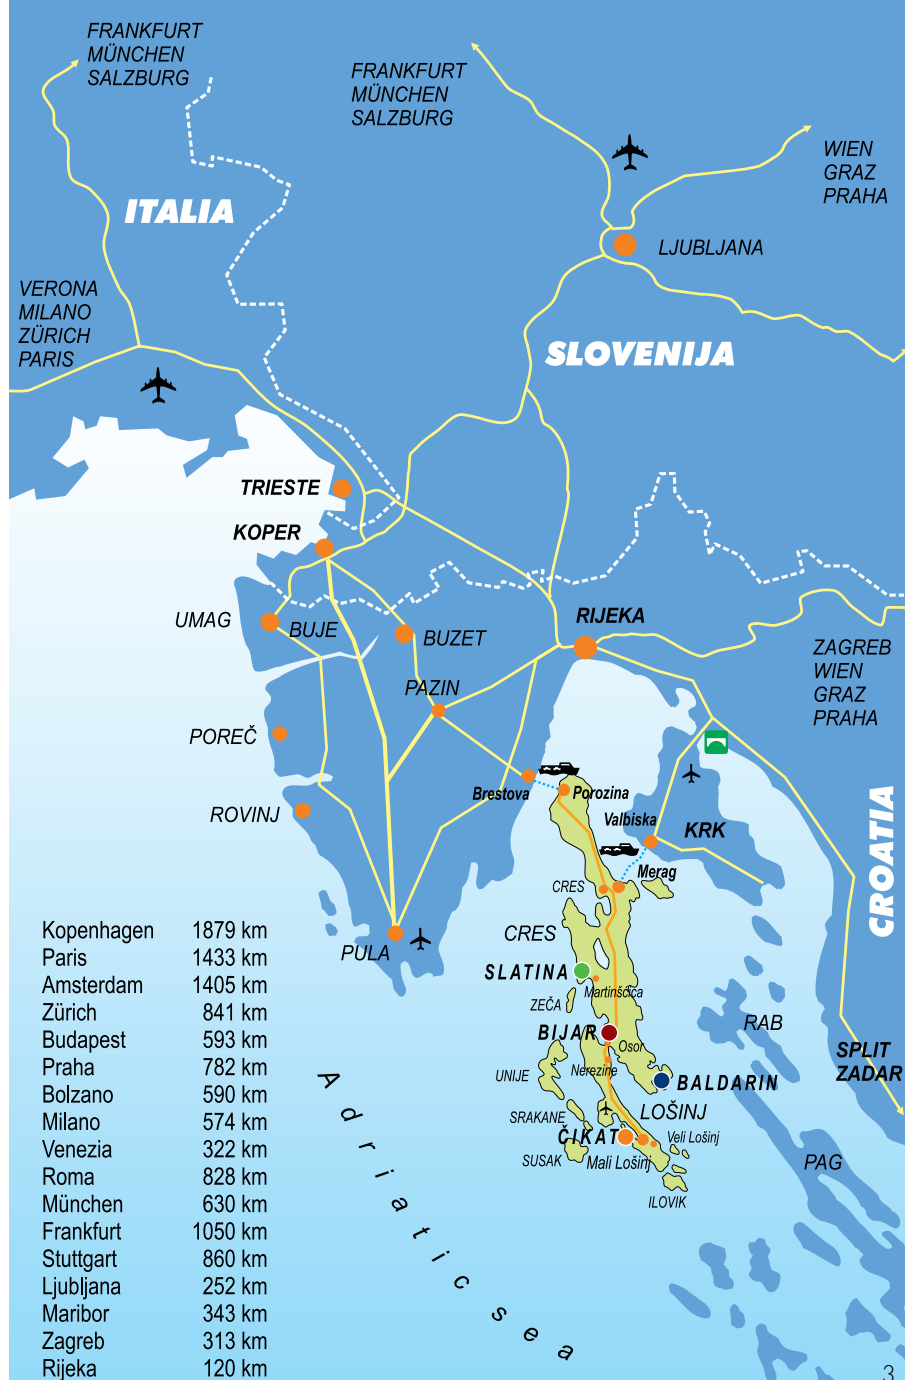 FRANKFURT
MÜNCHEN
SALZBURG
FRANKFURT
MÜNCHEN
SALZBURG
WIEN
GRAZ
PRAHA
ITALIA
LJUBLJANA
VERONA
MILANO
ZÜRICH
PARIS
SLOVENIJA
TRIESTE
KOPER
UMAG
BUJE
BUZET
RIJEKA
ZAGREB
WIEN
GRAZ
PRAHA
PAZIN
POREČ
ROVINJ
Brestova
Porozina
Valbiska
KRK
Merag
CROATIA
CRES
CRES
PULA
SLATINA
Martinščica
ZEČA
BIJAR
Osor
RAB
SPLIT
ZADAR
Nerezine
UNIJE
BALDARIN
LOŠINJ
SRAKANE
ČIKAT
Veli Lošinj
SUSAK
Mali Lošinj
PAG
ILOVIK
Adriatic sea
Kopenhagen 1879 km
Paris 1433 km
Amsterdam 1405 km
Zürich 841 km
Budapest 593 km
Praha 782 km
Bolzano 590 km
Milano 574 km
Venezia 322 km
Roma 828 km
München 630 km
Frankfurt 1050 km
Stuttgart 860 km
Ljubljana 252 km
Maribor 343 km
Zagreb 313 km
Rijeka 120 km
3